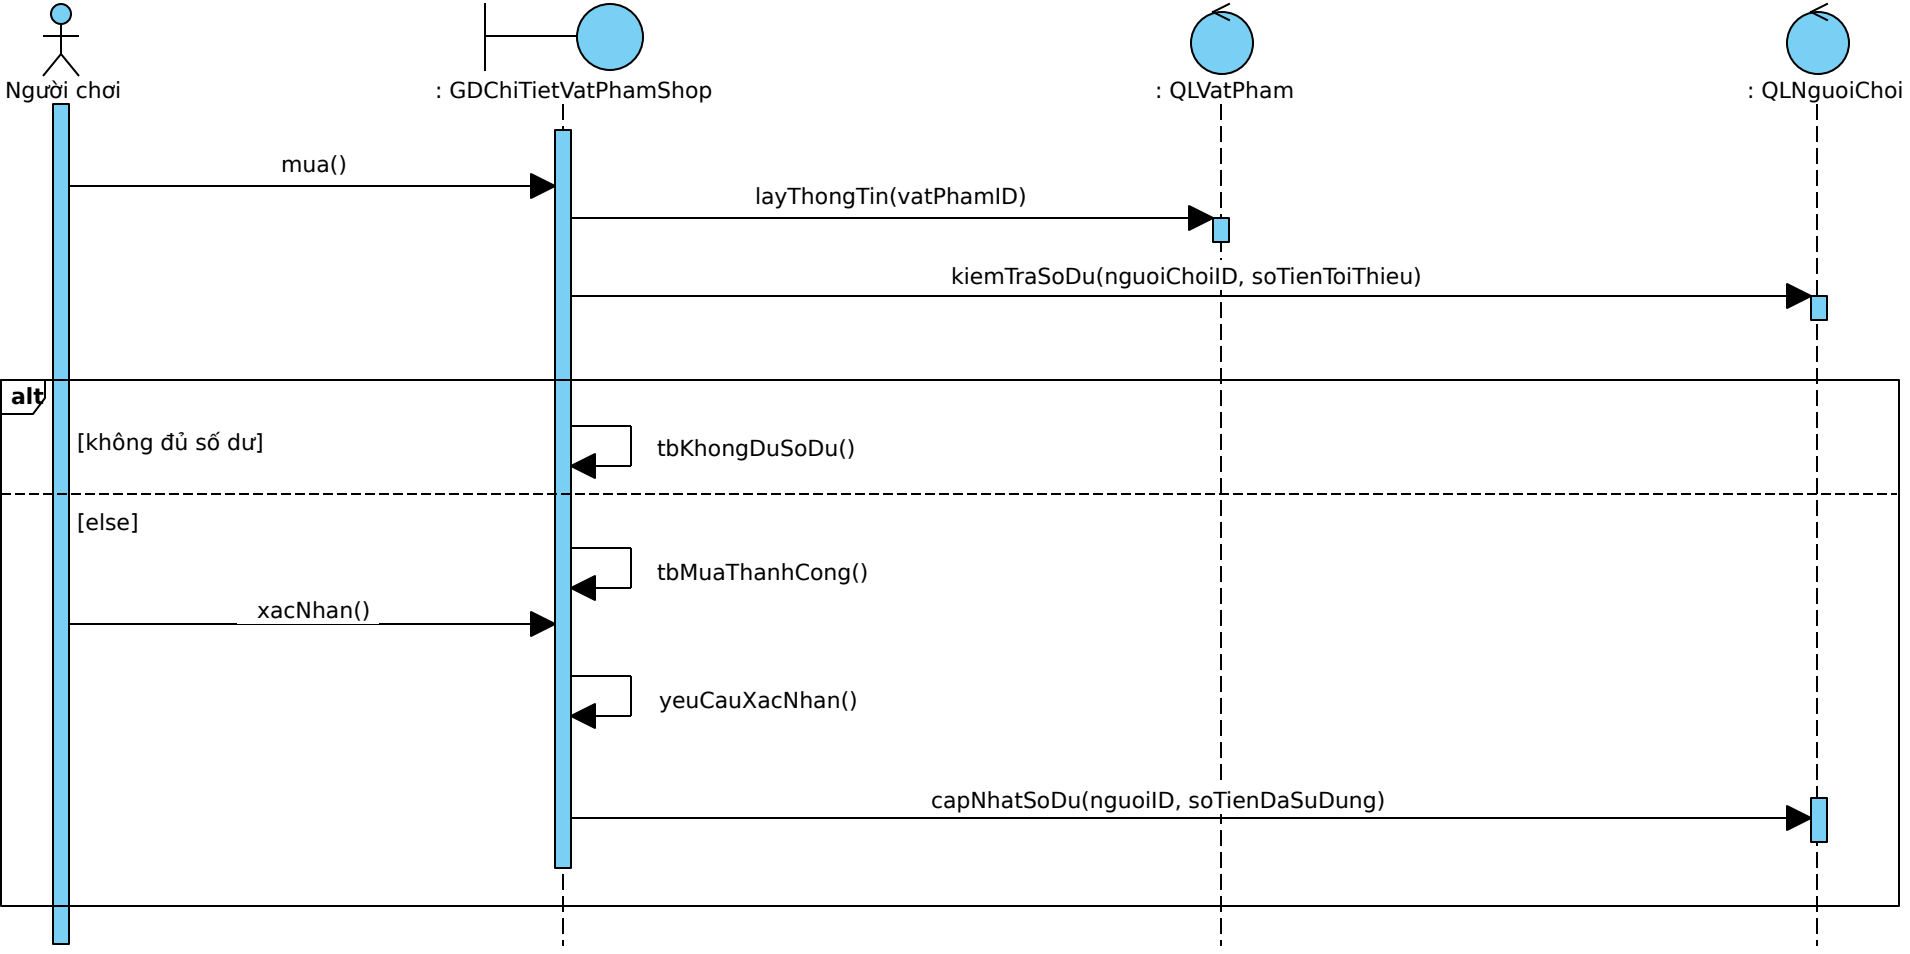 Người chơi
: GDChiTietVatPhamShop
: QLVatPham
: QLNguoiChoi
mua()
layThongTin(vatPhamID)
kiemTraSoDu(nguoiChoiID, soTienToiThieu)
alt
[không đủ số dư]
tbKhongDuSoDu()
[else]
tbMuaThanhCong()
xacNhan()
yeuCauXacNhan()
capNhatSoDu(nguoiID, soTienDaSuDung)